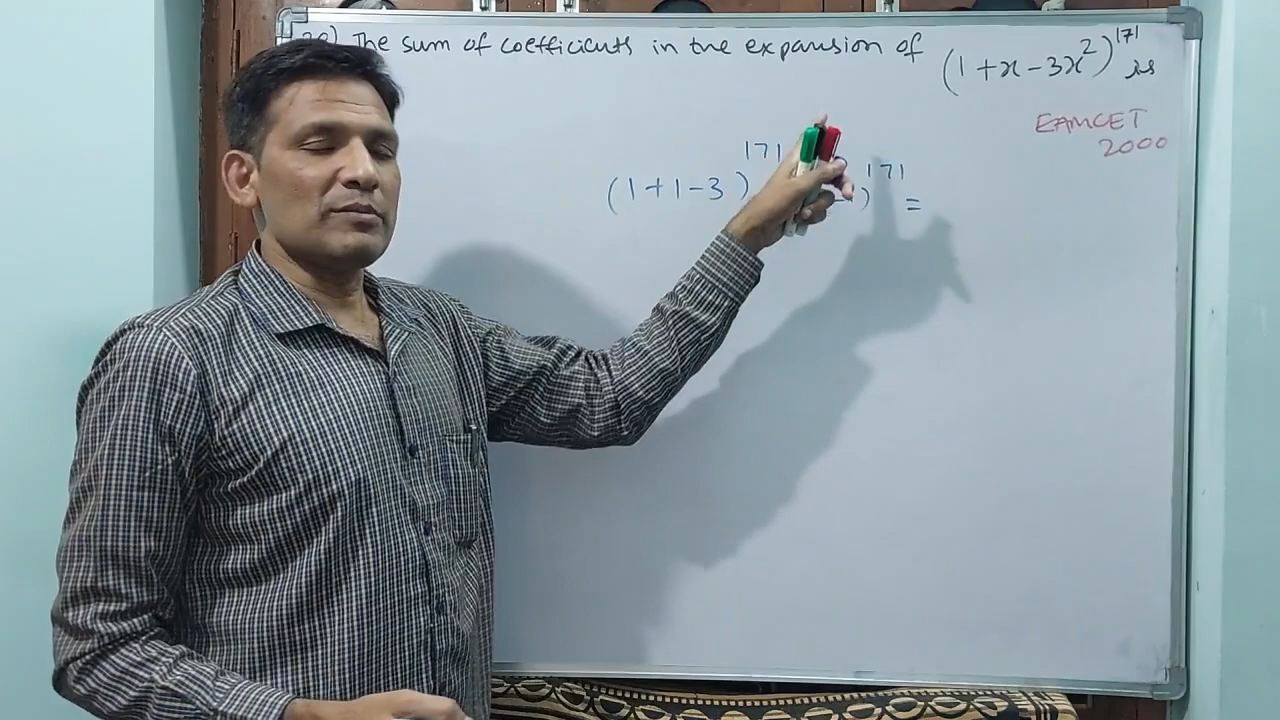 The sum of coefficients in the expansion of (1+x-3x²)¹⁷¹ is
EAMCET
2000
(1+1-3)¹⁷¹ -1)¹⁷¹ =